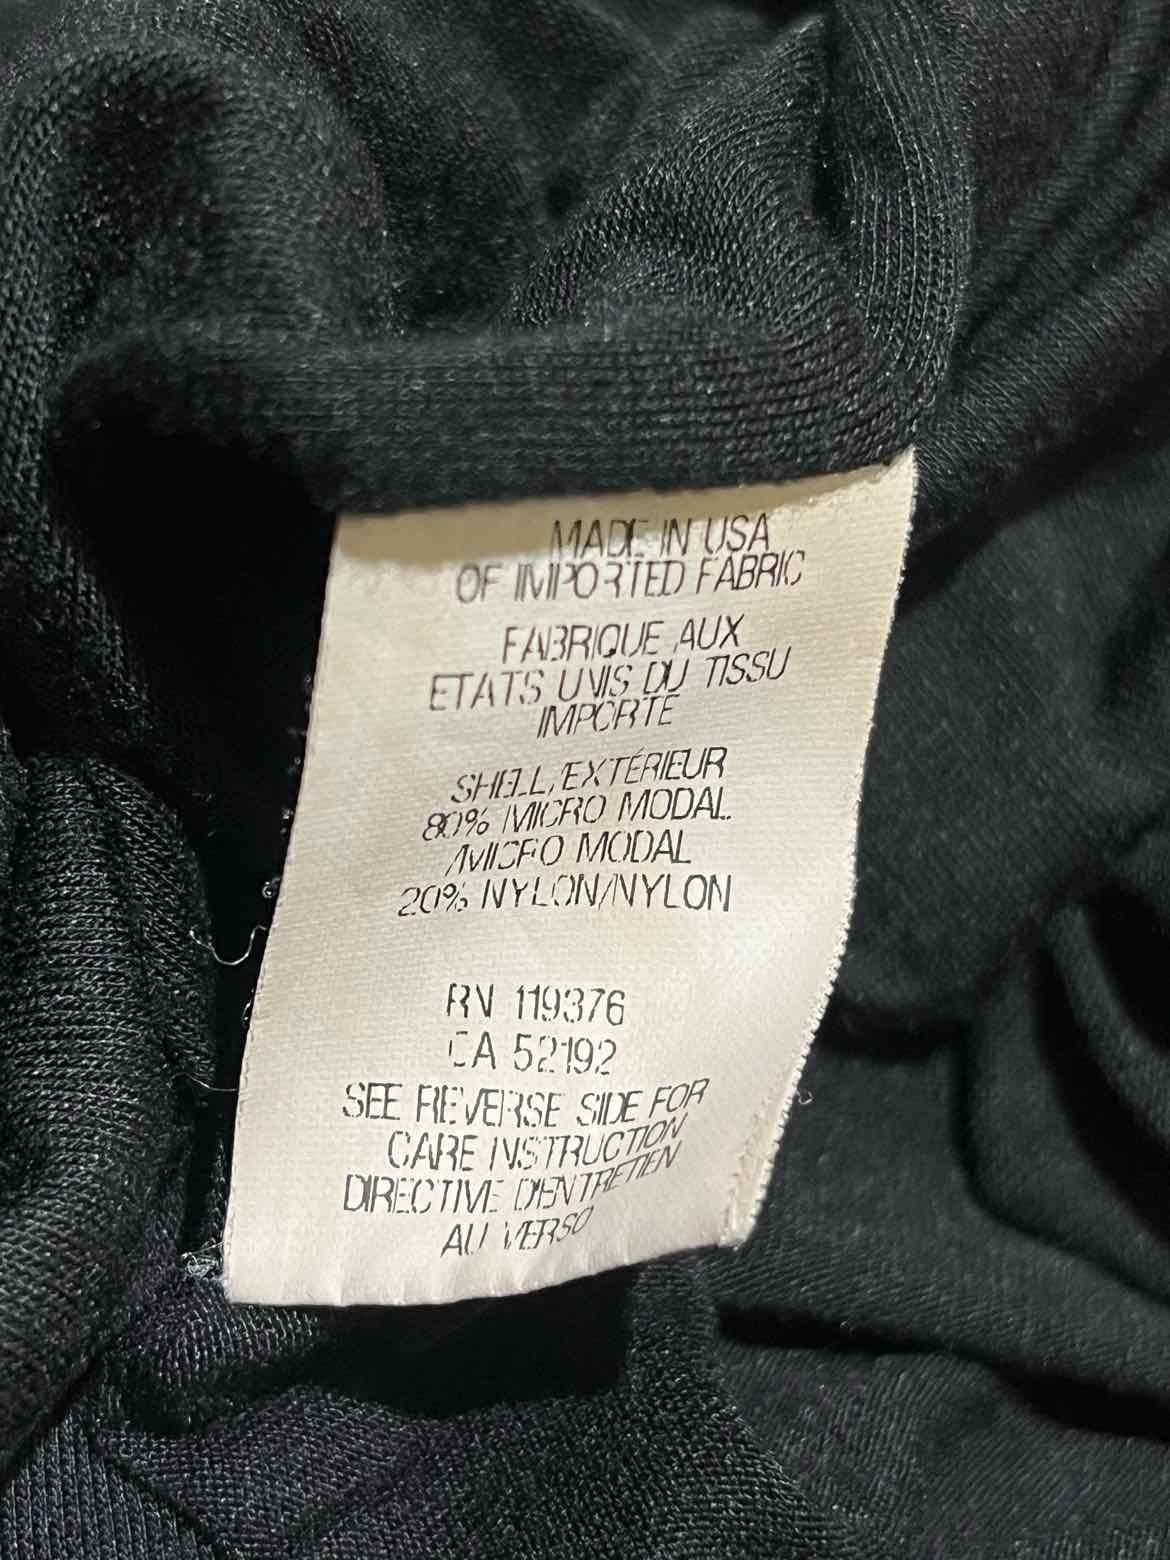 MADE IN USA
OF IMPORTED FABRIC
FABRIQUE AUX
ETATS UNIS DU TISSU
IMPORTE
SHELL/EXTÉRIEUR
80% MICRO MODAL
/MICRO MODAL
20% NYLON/NYLON
RN 119376
CA 52192
SEE REVERSE SIDE FOR
CARE INSTRUCTION
DIRECTIVE D'ENTRETIEN
AU VERSO